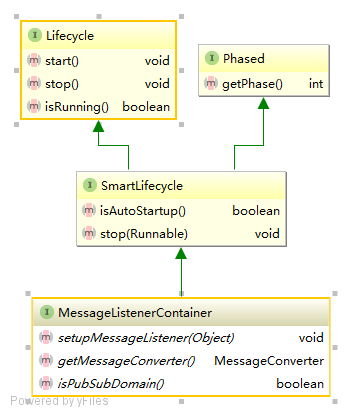 Lifecycle
start() void
stop() void
isRunning() boolean
Phased
getPhase() int
SmartLifecycle
isAutoStartup() boolean
stop(Runnable) void
MessageListenerContainer
setupMessageListener(Object) void
getMessageConverter() MessageConverter
isPubSubDomain() boolean
Powered by yFiles